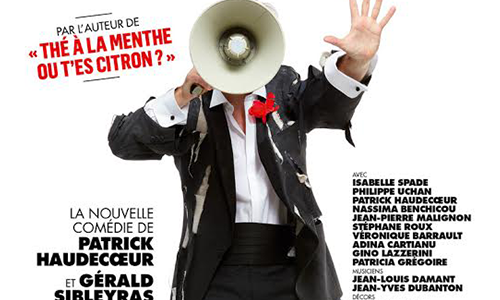 PAR L'AUTEUR DE
« THÉ À LA MENTHE
OU T'ES CITRON ? »
LA NOUVELLE
COMÉDIE DE
PATRICK
HAUDECŒUR
ET GÉRALD
SIBLEYRAS
AVEC
ISABELLE SPADE
PHILIPPE UCHAN
PATRICK HAUDECŒUR
NASSIMA BENCHICOU
JEAN-PIERRE MALIGNON
STÉPHANE ROUX
VÉRONIQUE BARRAULT
ADINA CARTIANU
GINO LAZZERINI
PATRICIA GRÉGOIRE
MUSICIENS
JEAN-LOUIS DAMANT
JEAN-YVES DUBANTON
DÉCORS